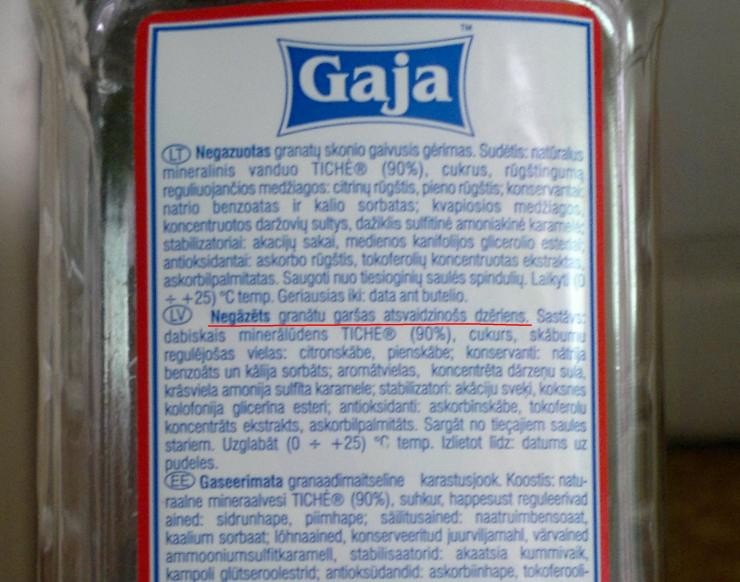 Gaja™
LT Negazuotas granatų skonio gaivusis gėrimas. Sudėtis: natūralus
mineralinis vanduo TICHĖ® (90%), cukrus, rūgštingumą
reguliuojančios medžiagos: citrinų rūgštis, pieno rūgštis; konservantai:
natrio benzoatas ir kalio sorbatas; kvapiosios medžiagos,
koncentruotos daržovių sultys, dažiklis sulfitinė amoniakinė karamelė;
stabilizatoriai: akacijų sakai, medienos kanifolijos glicerolio esteriai;
antioksidantai: askorbo rūgštis, tokoferolių koncentruotas ekstraktas,
askorbilpalmitatas. Saugoti nuo tiesioginių saulės spindulių. Laikyti (0
÷ +25) °C temp. Geriausias iki: data ant butelio.
LV Negāzēts granātu garšas atsvaidzinošs dzēriens. Sastāvs:
dabiskais minerālūdens TICHE® (90%), cukurs, skābumu
regulējošas vielas: citronskābe, pienskābe; konservanti: nātrija
benzoāts un kālija sorbāts; aromātvielas, koncentrēta dārzeņu sula,
krāsviela amonija sulfīta karamele; stabilizatori: akāciju sveķi, koksnes
kolofonija glicerīna esteri; antioksidanti: askorbīnskābe, tokoferolu
koncentrāts ekstrakts, askorbilpalmitāts. Sargāt no tiešajiem saules
stariem. Uzglabāt (0 ÷ +25) °C temp. Izlietot līdz: datums uz
pudeles.
EE Gaseerimata granaadimaitseline karastusjook. Koostis: natu-
raalne mineraalvesi TICHĖ® (90%), suhkur, happesust reguleerivad
ained: sidrunhape, piimhape; säilitusained: naatriumbensoaat,
kaalium sorbaat; lõhnaained, konserveeritud juurviljamahl, värvained
ammooniumsulfitkaramell, stabilisaatorid: akaatsia kummivaik,
kampoli glütseroolestrid; antioksüdandid: askorbiinhape, tokoferooli-